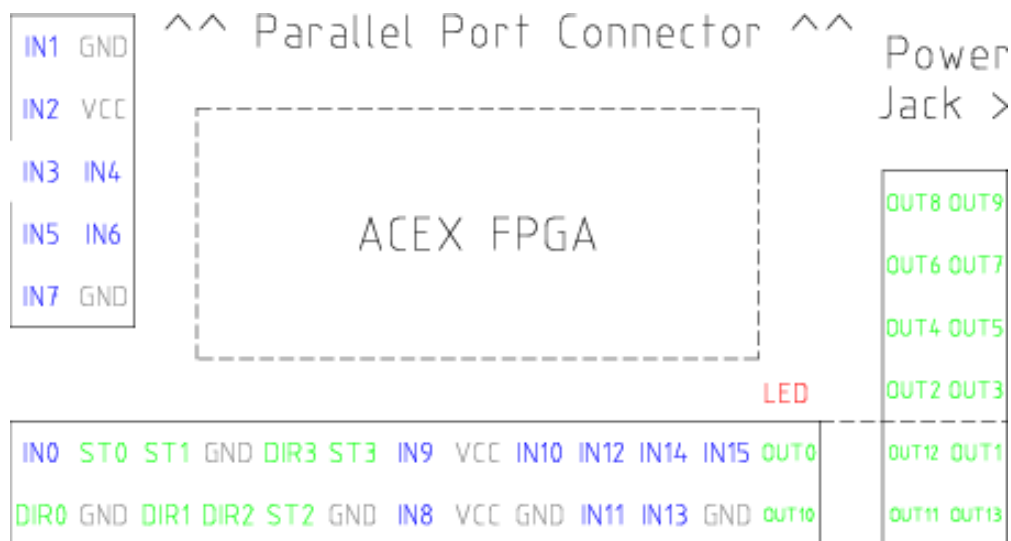 ^^ Parallel Port Connector ^^
IN1 GND
IN2 VCC
IN3 IN4
IN5 IN6
IN7 GND
Power
Jack >
ACEX FPGA
OUT8 OUT9
OUT6 OUT7
OUT4 OUT5
OUT2 OUT3
LED
IN0 ST0 ST1 GND DIR3 ST3 IN9 VCC IN10 IN12 IN14 IN15 OUT0
DIR0 GND DIR1 DIR2 ST2 GND IN8 VCC GND IN11 IN13 GND OUT10
OUT12 OUT1
OUT11 OUT13